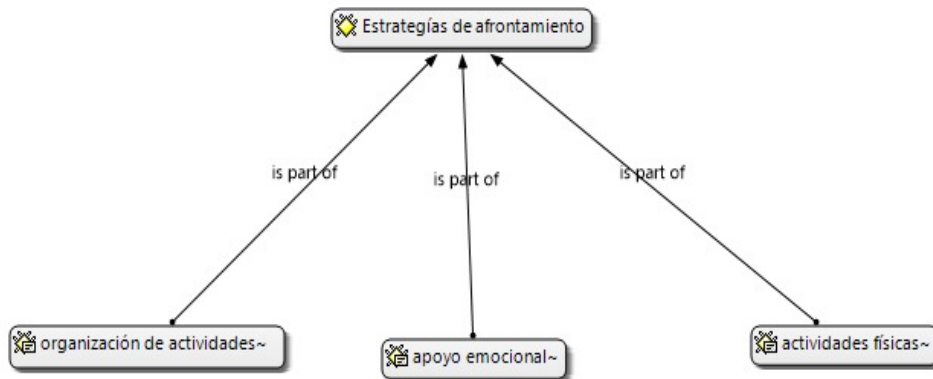 Estrategías de afrontamiento
is part of
is part of
is part of
organización de actividades~
apoyo emocional~
actividades físicas~